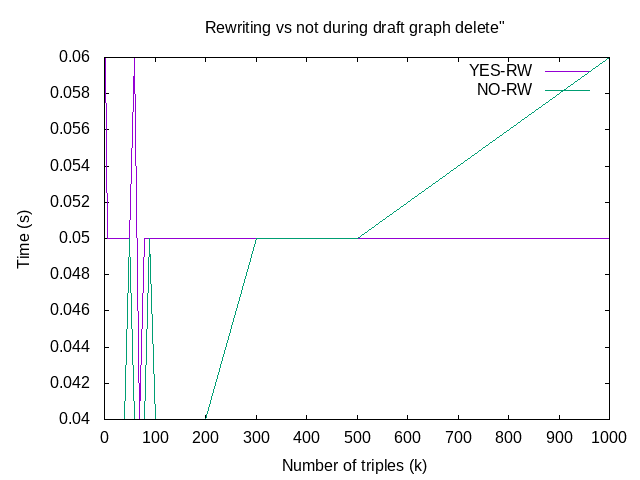 Rewriting vs not during draft graph delete"
YES-RW
NO-RW
0.06
0.058
0.056
0.054
0.052
0.05
0.048
0.046
0.044
0.042
0.04
Time (s)
0 100 200 300 400 500 600 700 800 900 1000
Number of triples (k)